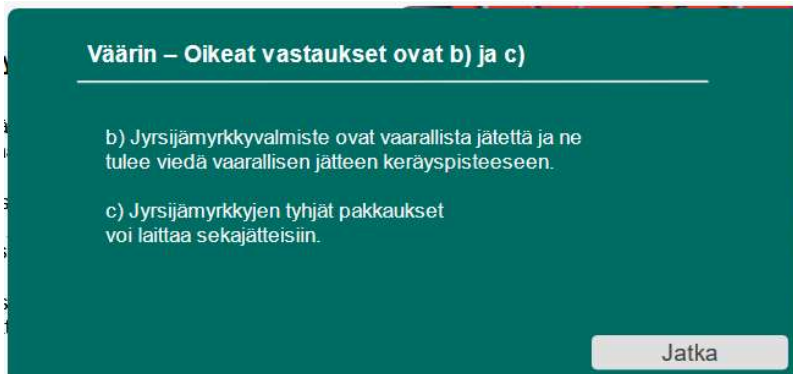 Väärin – Oikeat vastaukset ovat b) ja c)
b) Jyrsijämyrkkyvalmiste ovat vaarallista jätettä ja ne
tulee viedä vaarallisen jätteen keräyspisteeseen.
c) Jyrsijämyrkkyjen tyhjät pakkaukset
voi laittaa sekajätteisiin.
Jatka